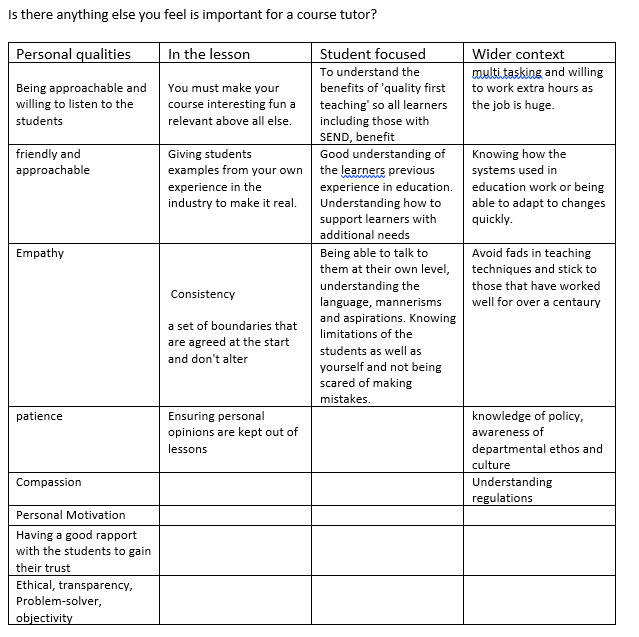 Is there anything else you feel is important for a course tutor?
Personal qualities
In the lesson
Student focused
Wider context
Being approachable and
willing to listen to the
students
You must make your
course interesting fun a
relevant above all else.
To understand the
benefits of 'quality first
teaching' so all learners
including those with
SEND, benefit
multi tasking and willing
to work extra hours as
the job is huge.
friendly and
approachable
Giving students
examples from your own
experience in the
industry to make it real.
Good understanding of
the learners previous
experience in education.
Understanding how to
support learners with
additional needs
Knowing how the
systems used in
education work or being
able to adapt to changes
quickly.
Empathy
Consistency
a set of boundaries that
are agreed at the start
and don't alter
Being able to talk to
them at their own level,
understanding the
language, mannerisms
and aspirations. Knowing
limitations of the
students as well as
yourself and not being
scared of making
mistakes.
Avoid fads in teaching
techniques and stick to
those that have worked
well for over a centaury
patience
Ensuring personal
opinions are kept out of
lessons
knowledge of policy,
awareness of
departmental ethos and
culture
Compassion
Understanding
regulations
Personal Motivation
Having a good rapport
with the students to gain
their trust
Ethical, transparency,
Problem-solver,
objectivity